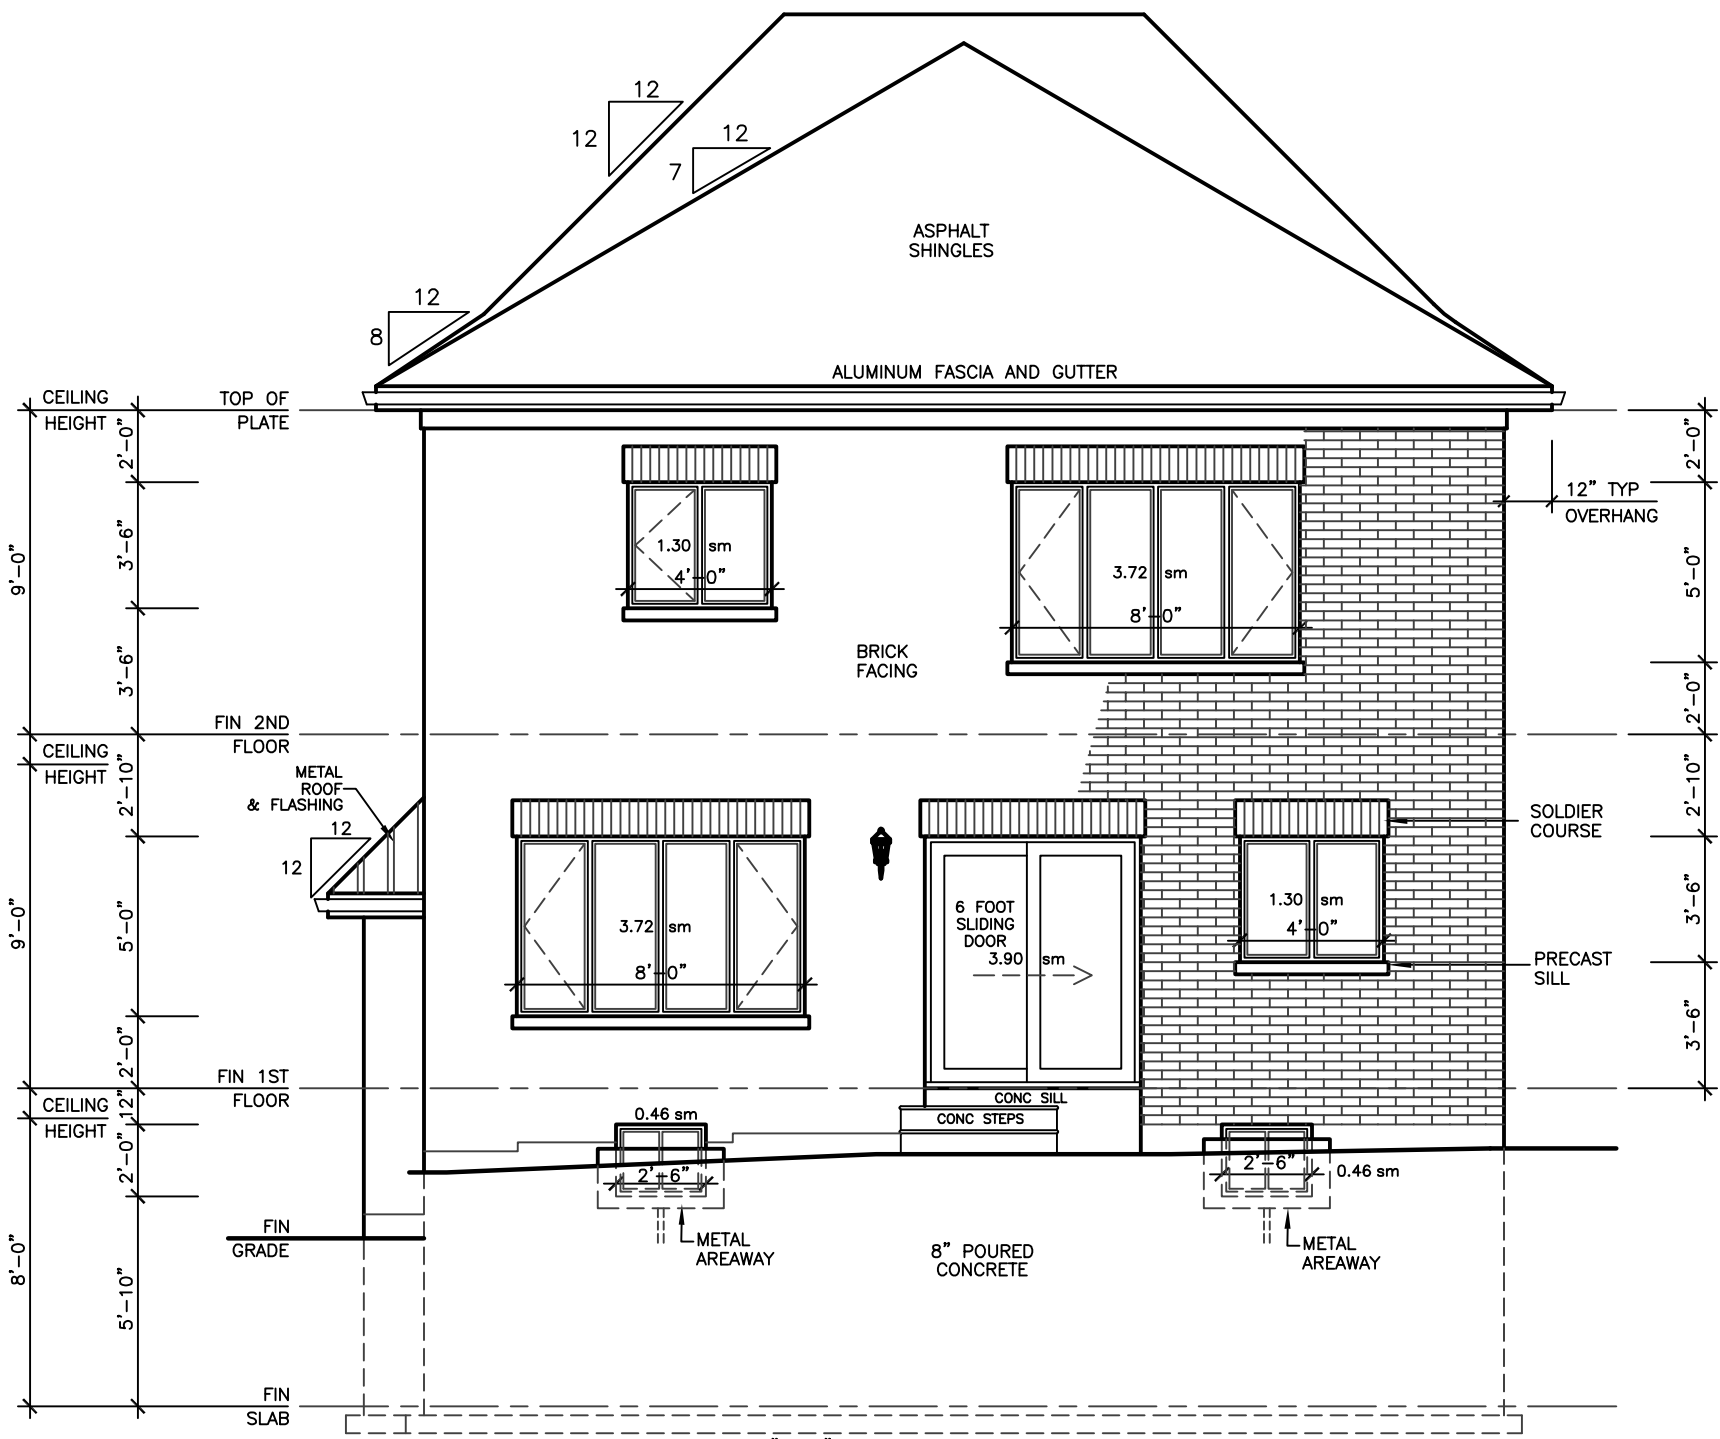 12
12
12
7
ASPHALT
SHINGLES
12
8
ALUMINUM FASCIA AND GUTTER
CEILING
HEIGHT
TOP OF
PLATE
2'-0"
2'-0"
12" TYP
OVERHANG
3'-6"
1.30 sm
4'-0"
3.72 sm
8'-0"
9'-0"
5'-0"
BRICK
FACING
3'-6"
2'-0"
FIN 2ND
FLOOR
CEILING
HEIGHT
METAL
ROOF
& FLASHING
2'-10"
2'-10"
12
12
SOLDIER
COURSE
6 FOOT
SLIDING
DOOR
3.90 sm
1.30 sm
4'-0"
3.72 sm
8'-0"
9'-0"
5'-0"
3'-6"
PRECAST
SILL
2'-0"
3'-6"
FIN 1ST
FLOOR
CEILING
HEIGHT
12"
CONC SILL
CONC STEPS
0.46 sm
2'-0"
2'-6"
2'-6"
0.46 sm
FIN
GRADE
METAL
AREAWAY
8" POURED
CONCRETE
METAL
AREAWAY
8'-0"
5'-10"
FIN
SLAB